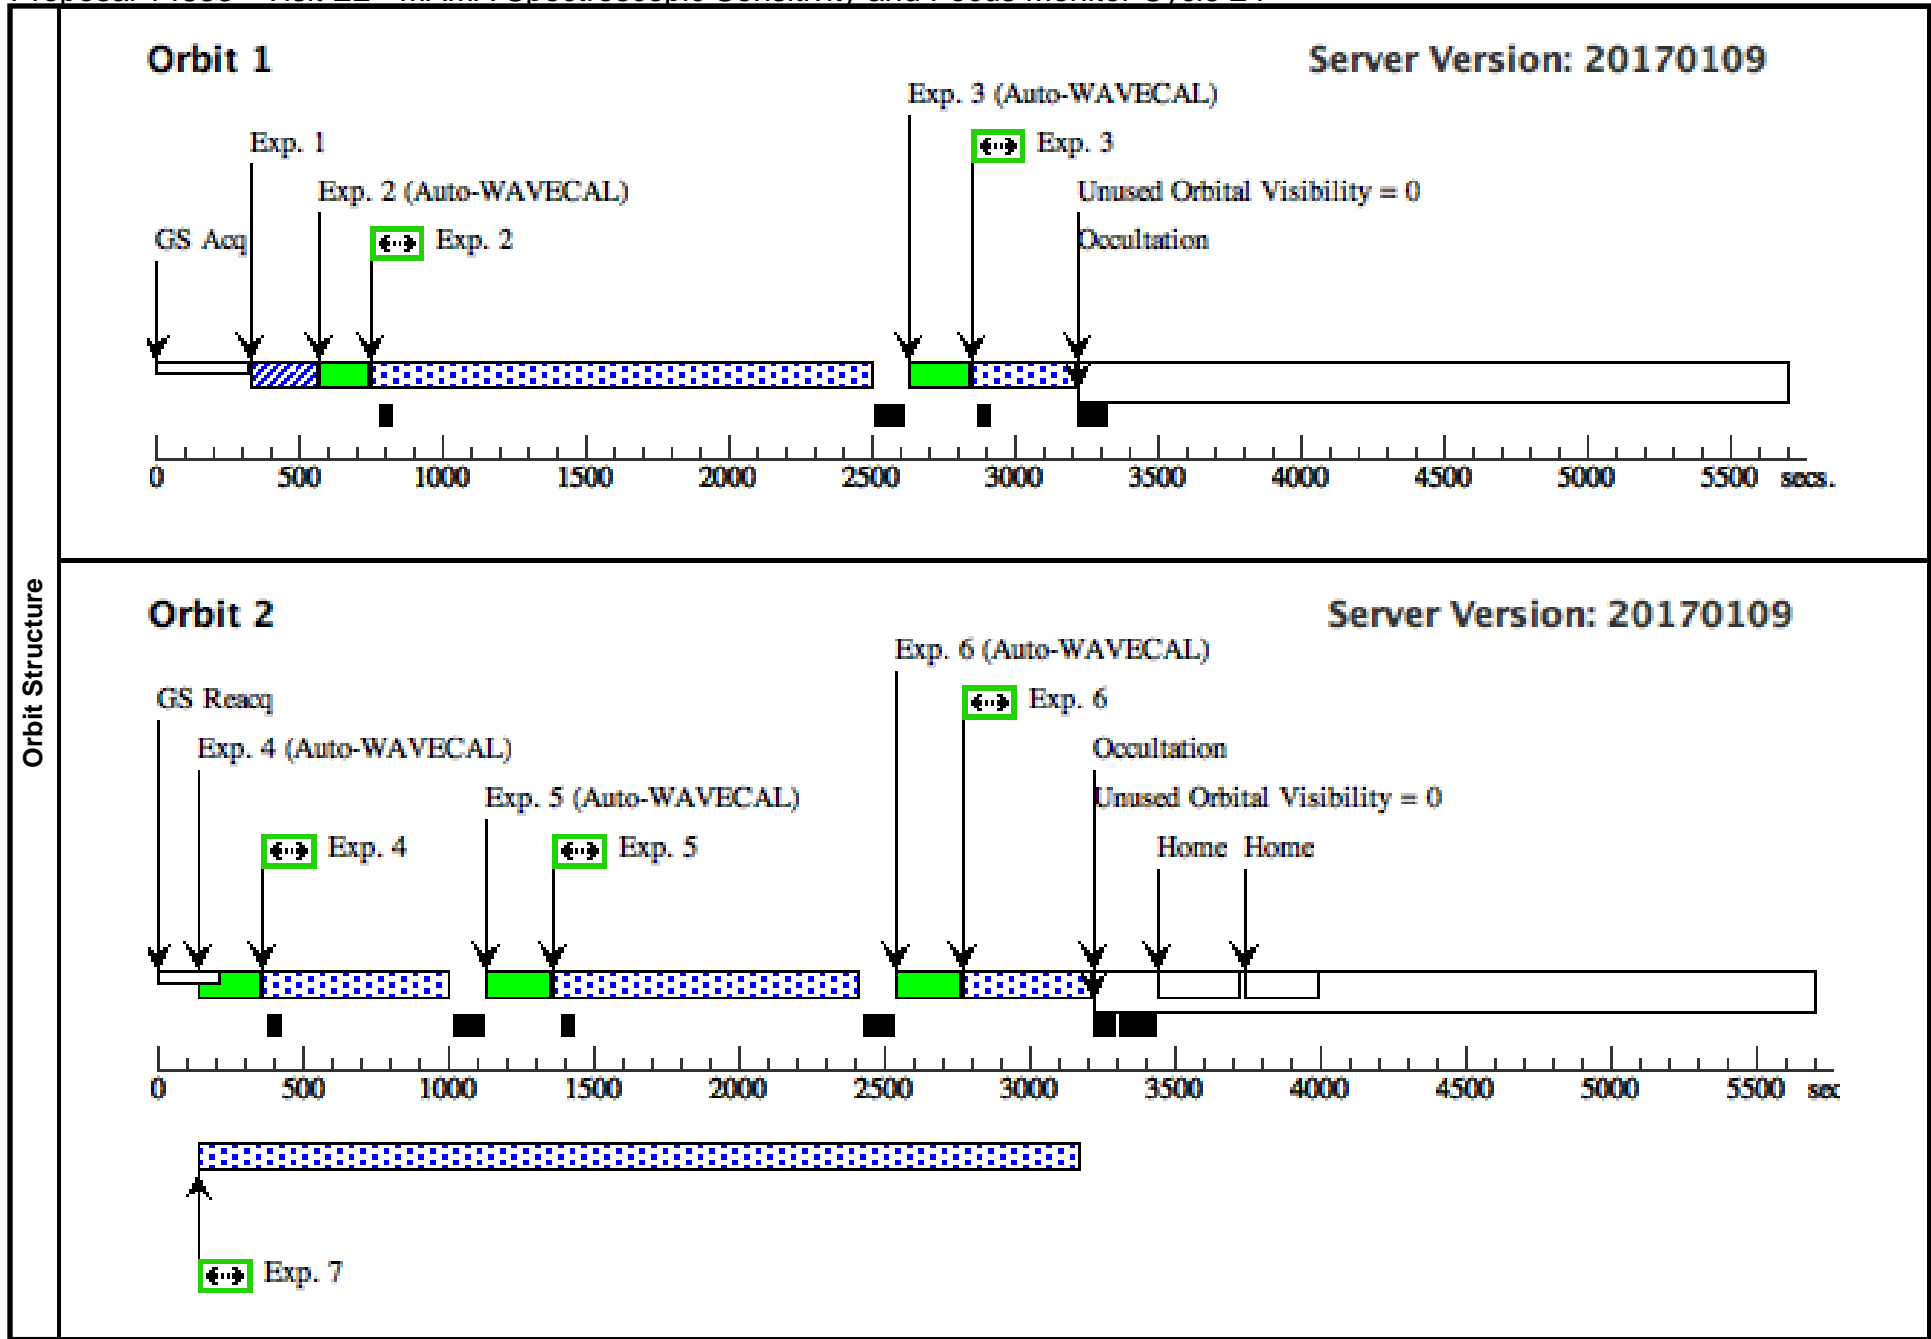 Orbit Structure
Orbit 1
Server Version: 20170109
Exp. 3 (Auto-WAVECAL)
Exp. 1
Exp. 3
Exp. 2 (Auto-WAVECAL)
Unused Orbital Visibility = 0
GS Acq
Exp. 2
Occultation
0 500 1000 1500 2000 2500 3000 3500 4000 4500 5000 5500 secs.
Orbit 2
Server Version: 20170109
Exp. 6 (Auto-WAVECAL)
GS Reacq
Exp. 6
Exp. 4 (Auto-WAVECAL)
Occultation
Exp. 5 (Auto-WAVECAL)
Unused Orbital Visibility = 0
Exp. 4
Exp. 5
Home Home
0 500 1000 1500 2000 2500 3000 3500 4000 4500 5000 5500 sec
Exp. 7